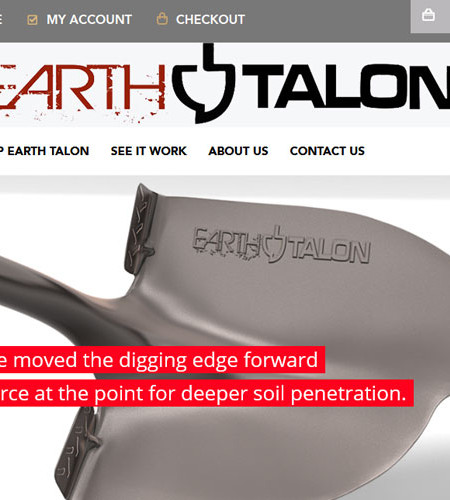 E MY ACCOUNT CHECKOUT
EARTH TALON
P EARTH TALON SEE IT WORK ABOUT US CONTACT US
EARTH TALON
e moved the digging edge forward
rce at the point for deeper soil penetration.